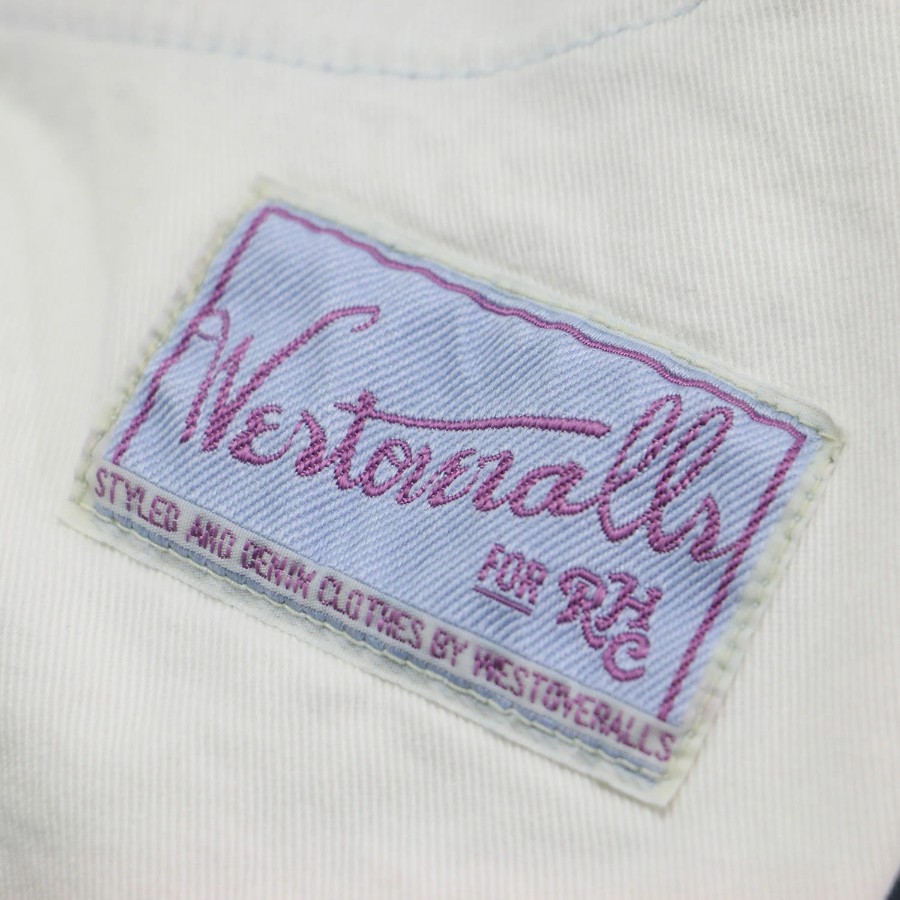 Westoveralls
FOR RHC
STYLED AND DENIM CLOTHES BY WESTOVERALLS